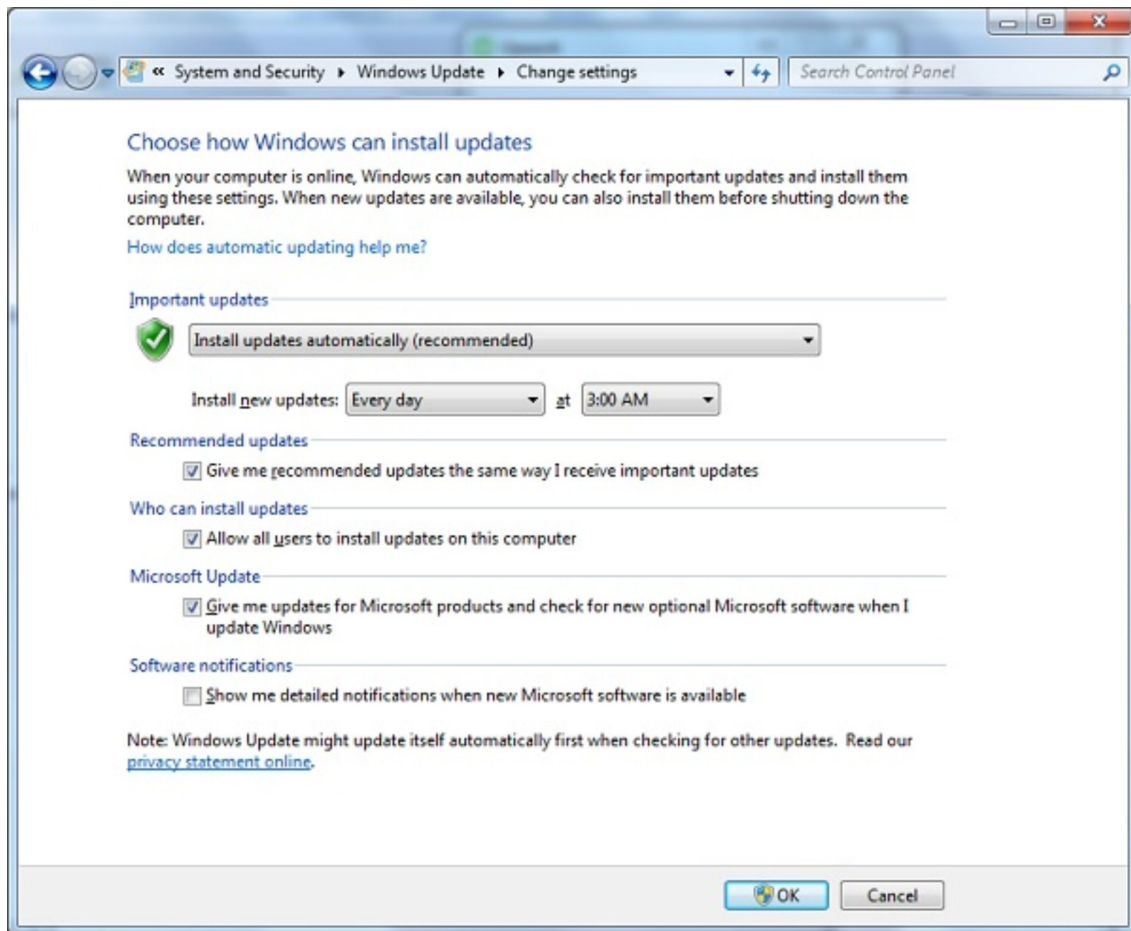 « System and Security ▸ Windows Update ▸ Change settings
Search Control Panel
Choose how Windows can install updates
When your computer is online, Windows can automatically check for important updates and install them
using these settings. When new updates are available, you can also install them before shutting down the
computer.
How does automatic updating help me?
Important updates
Install updates automatically (recommended)
Install new updates: Every day at 3:00 AM
Recommended updates
Give me recommended updates the same way I receive important updates
Who can install updates
Allow all users to install updates on this computer
Microsoft Update
Give me updates for Microsoft products and check for new optional Microsoft software when I
update Windows
Software notifications
Show me detailed notifications when new Microsoft software is available
Note: Windows Update might update itself automatically first when checking for other updates. Read our
privacy statement online.
OK Cancel